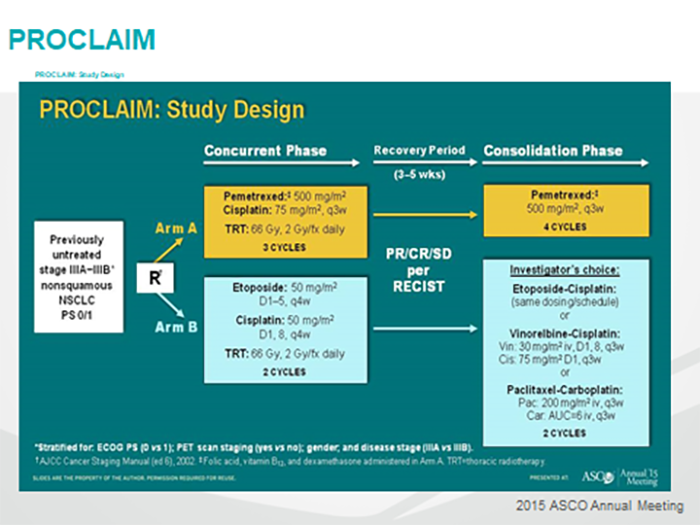 PROCLAIM
PROCLAIM: Study Design
PROCLAIM: Study Design
Concurrent Phase
Recovery Period
Consolidation Phase
(3–5 wks)
Previously
untreated
stage IIIA–IIIB†
nonsquamous
NSCLC
PS 0/1
R*
Arm A
Pemetrexed:‡ 500 mg/m²
Cisplatin: 75 mg/m², q3w
TRT: 66 Gy, 2 Gy/fx daily
3 CYCLES
Arm B
Etoposide: 50 mg/m²
D1–5, q4w
Cisplatin: 50 mg/m²
D1, 8, q4w
TRT: 66 Gy, 2 Gy/fx daily
2 CYCLES
PR/CR/SD
per
RECIST
Pemetrexed:‡
500 mg/m², q3w
4 CYCLES
Investigator's choice:
Etoposide-Cisplatin:
(same dosing/schedule)
or
Vinorelbine-Cisplatin:
Vin: 30 mg/m² iv, D1, 8, q3w
Cis: 75 mg/m² D1, q3w
or
Paclitaxel-Carboplatin:
Pac: 200 mg/m² iv, q3w
Car: AUC=6 iv, q3w
2 CYCLES
*Stratified for: ECOG PS (0 vs 1); PET scan staging (yes vs no); gender; and disease stage (IIIA vs IIIB).
†AJCC Cancer Staging Manual (ed 6), 2002. ‡Folic acid, vitamin B₁₂, and dexamethasone administered in Arm A. TRT=thoracic radiotherapy.
SLIDES ARE THE PROPERTY OF THE AUTHOR. PERMISSION REQUIRED FOR REUSE.
PRESENTED AT:
ASCO
Annual '15
Meeting
2015 ASCO Annual Meeting